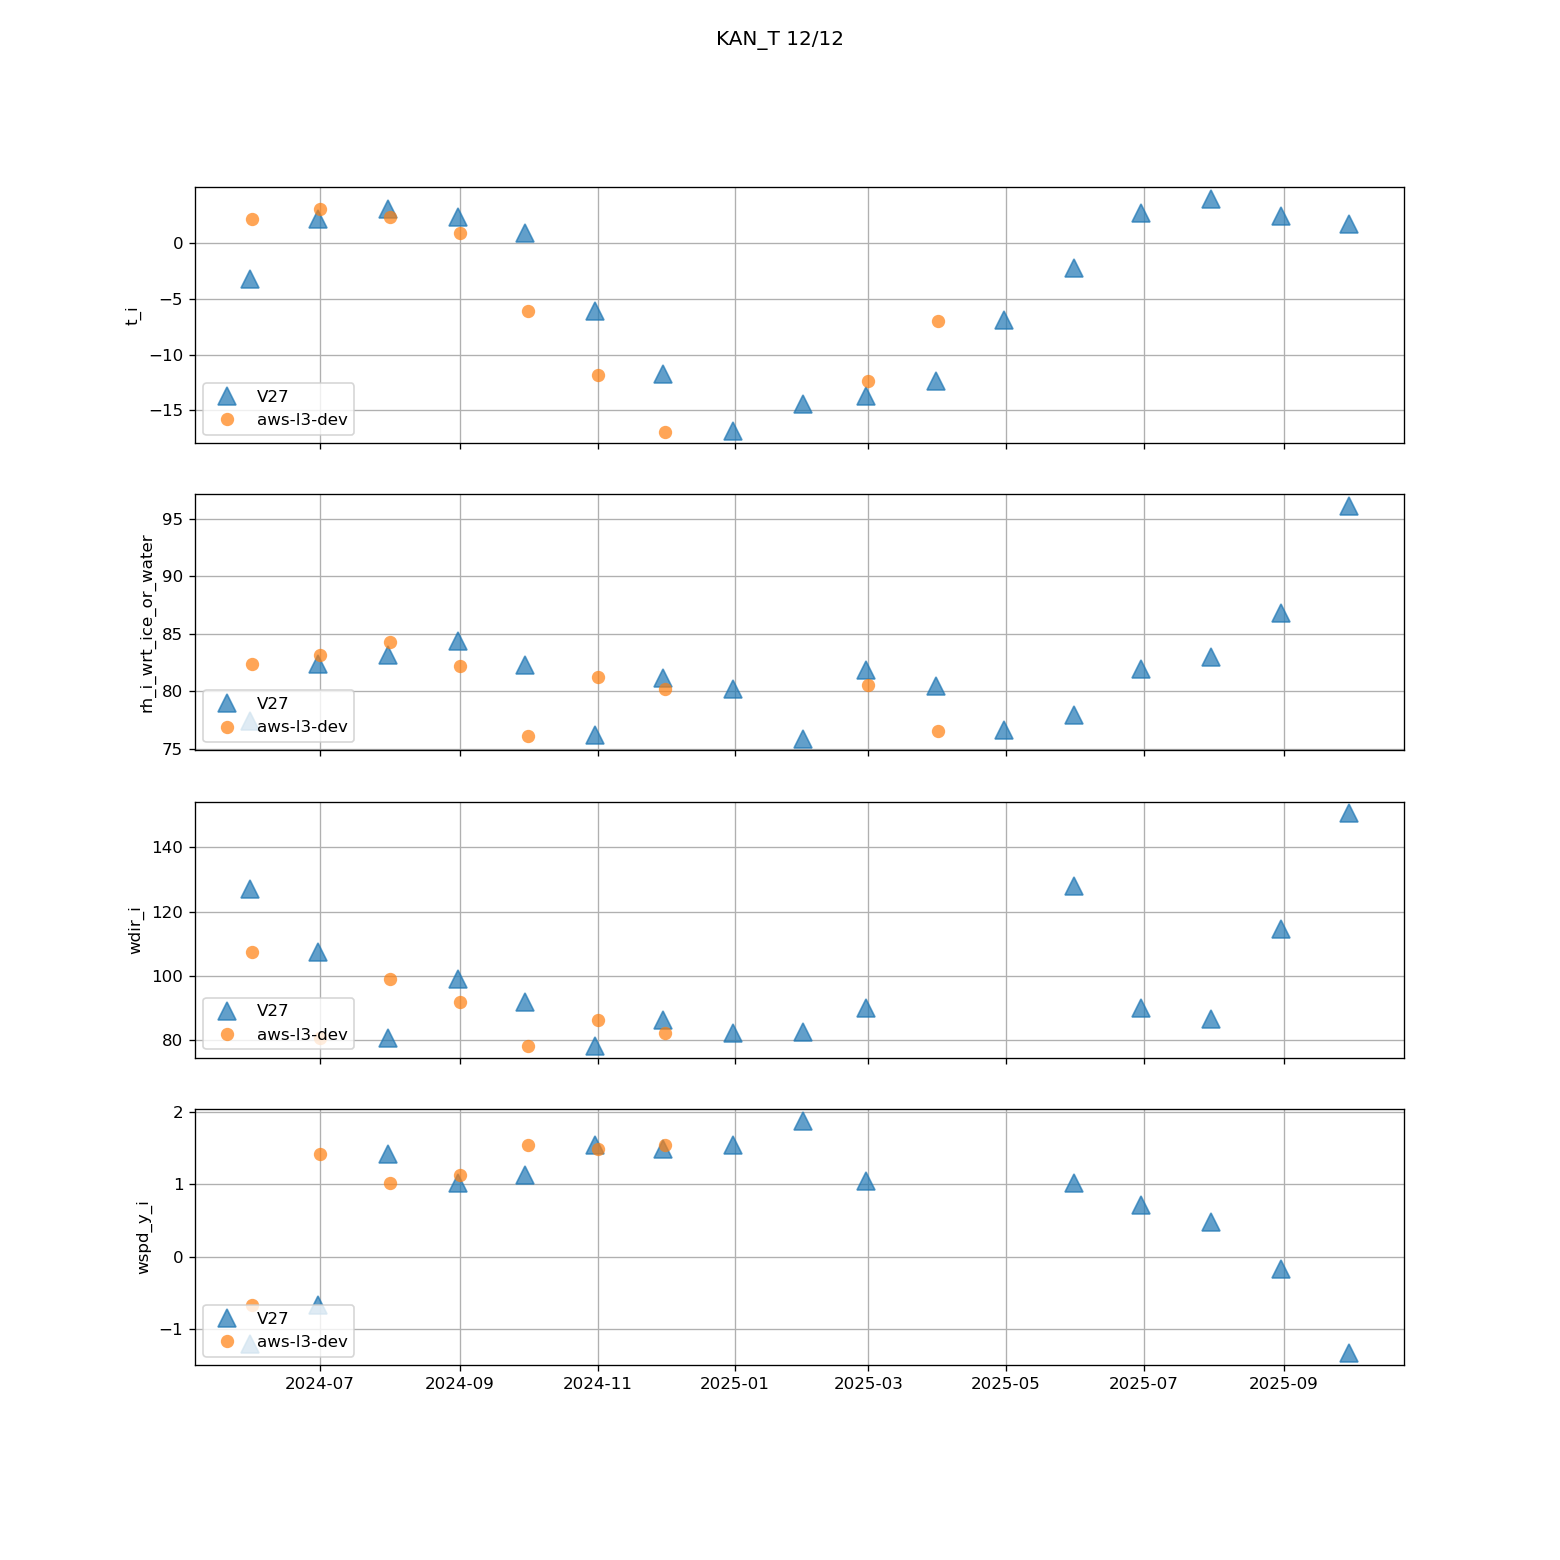 KAN_T 12/12
t_i
0
−5
−10
−15
V27
aws-l3-dev
rh_i_wrt_ice_or_water
95
90
85
80
75
V27
aws-l3-dev
wdir_i
140
120
100
80
V27
aws-l3-dev
wspd_y_i
2
1
0
−1
V27
aws-l3-dev
2024-07 2024-09 2024-11 2025-01 2025-03 2025-05 2025-07 2025-09